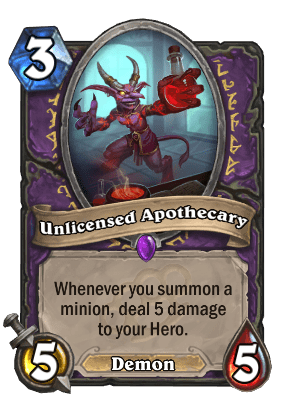 3
Unlicensed Apothecary
Whenever you summon a
minion, deal 5 damage
to your Hero.
5
Demon
5